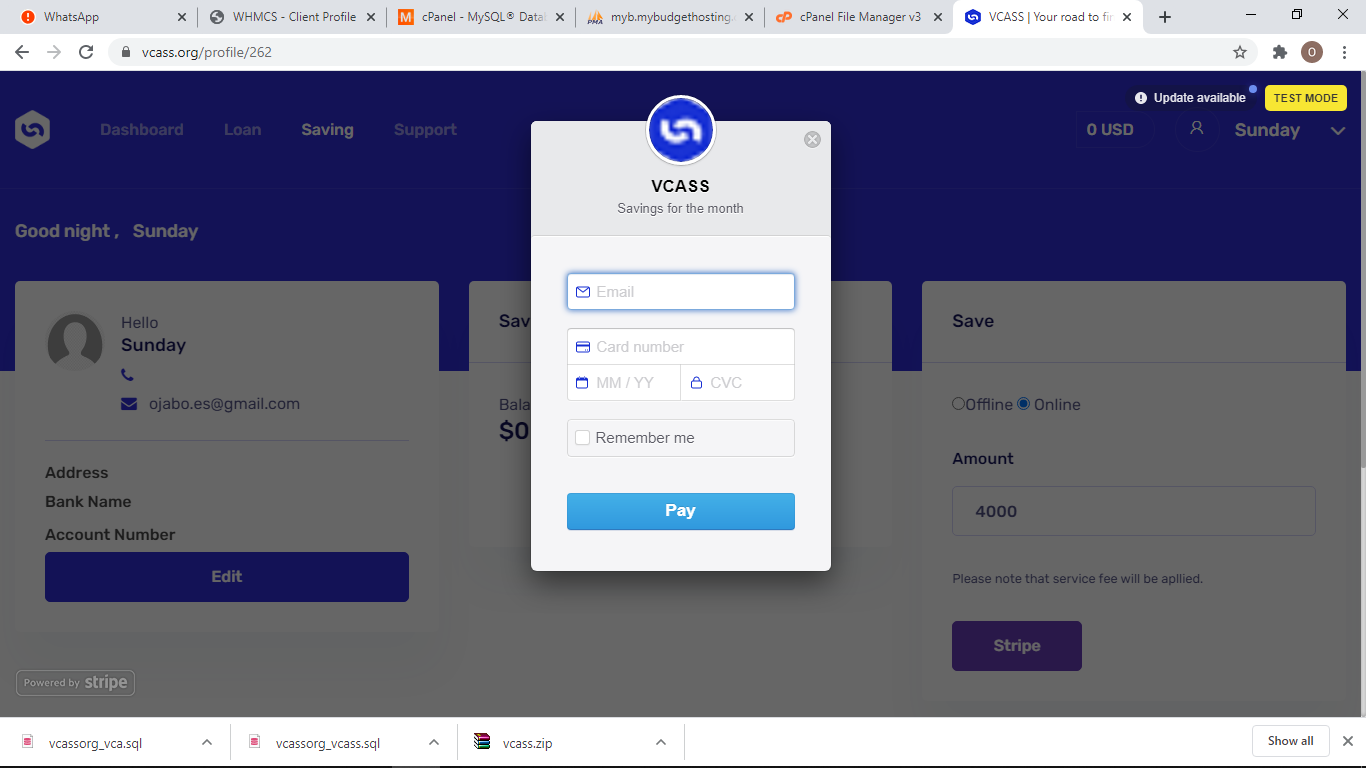 WhatsApp
WHMCS - Client Profile
cPanel - MySQL® Datab
myb.mybudgethosting.
cPanel File Manager v3
VCASS | Your road to fin
vcass.org/profile/262
O
Update available
TEST MODE
Dashboard
Loan
Saving
Support
0 USD
Sunday
Good night , Sunday
VCASS
Savings for the month
Email
Card number
MM / YY
CVC
Remember me
Pay
Hello
Sunday
ojabo.es@gmail.com
Address
Bank Name
Account Number
Edit
Sav
Bala
$0
Save
Offline
Online
Amount
4000
Please note that service fee will be apllied.
Stripe
Powered by stripe
vcassorg_vca.sql
vcassorg_vcass.sql
vcass.zip
Show all